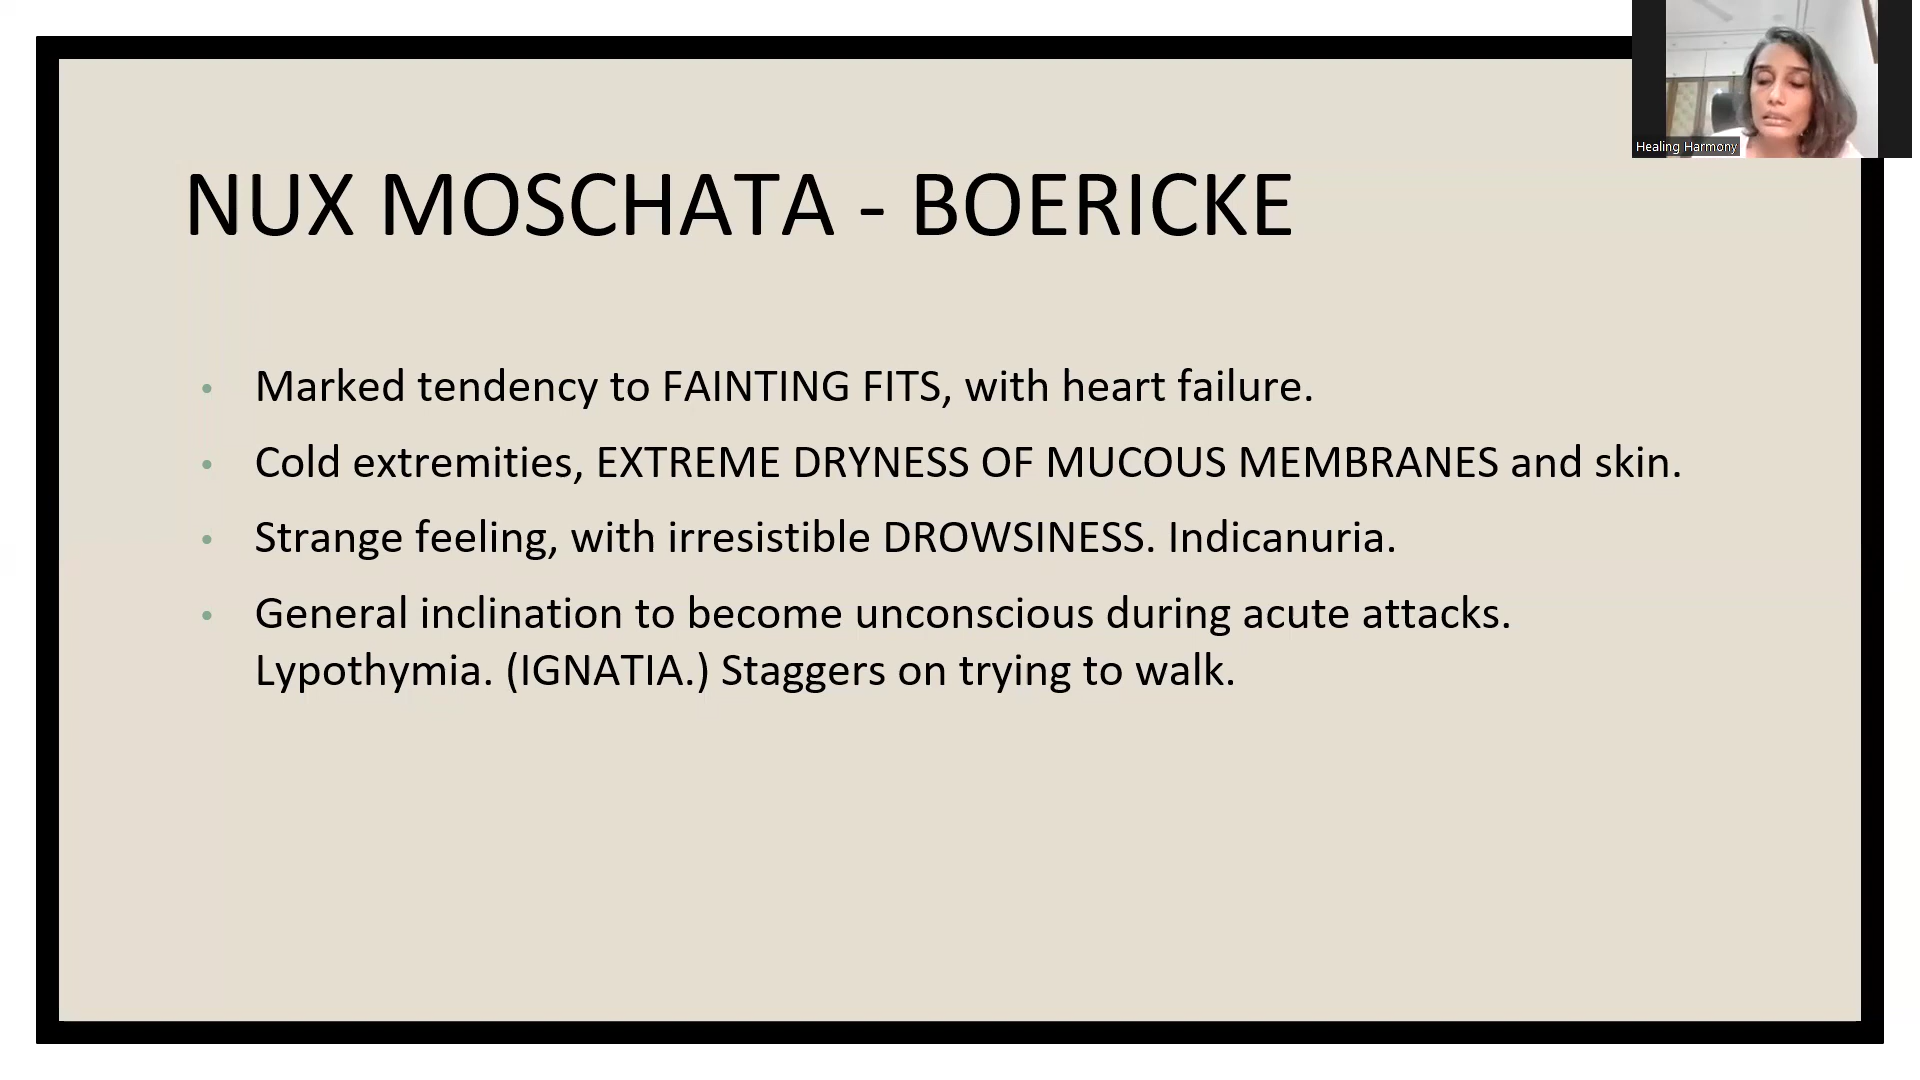 Healing Harmony
NUX MOSCHATA - BOERICKE
• Marked tendency to FAINTING FITS, with heart failure.
• Cold extremities, EXTREME DRYNESS OF MUCOUS MEMBRANES and skin.
• Strange feeling, with irresistible DROWSINESS. Indicanuria.
• General inclination to become unconscious during acute attacks.
Lypothymia. (IGNATIA.) Staggers on trying to walk.